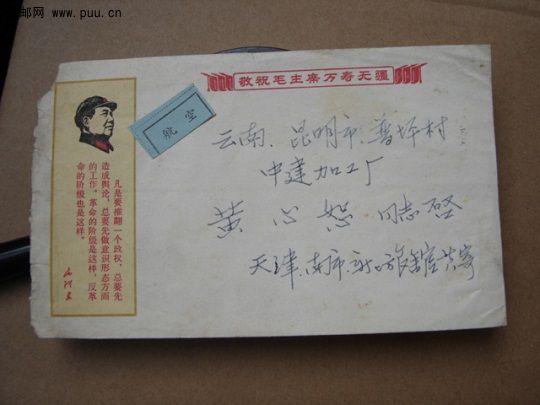 邮网 www.puu.cn
敬祝毛主席万寿无疆
航空
云南、昆明市、普坪村
中建加工厂
黄心恕 同志 启
天津、南市、
凡是要推翻一个政权，总要先
造成舆论，总要先做意识形态方面
的工作。革命的阶级是这样，反革
命的阶级也是这样。
毛泽东